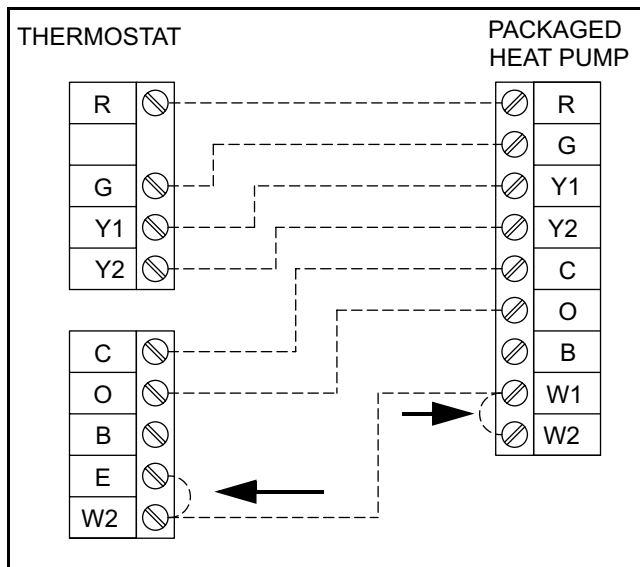 THERMOSTAT
PACKAGED
HEAT PUMP
R
G
Y1
Y2
C
O
B
E
W2
R
G
Y1
Y2
C
O
B
W1
W2